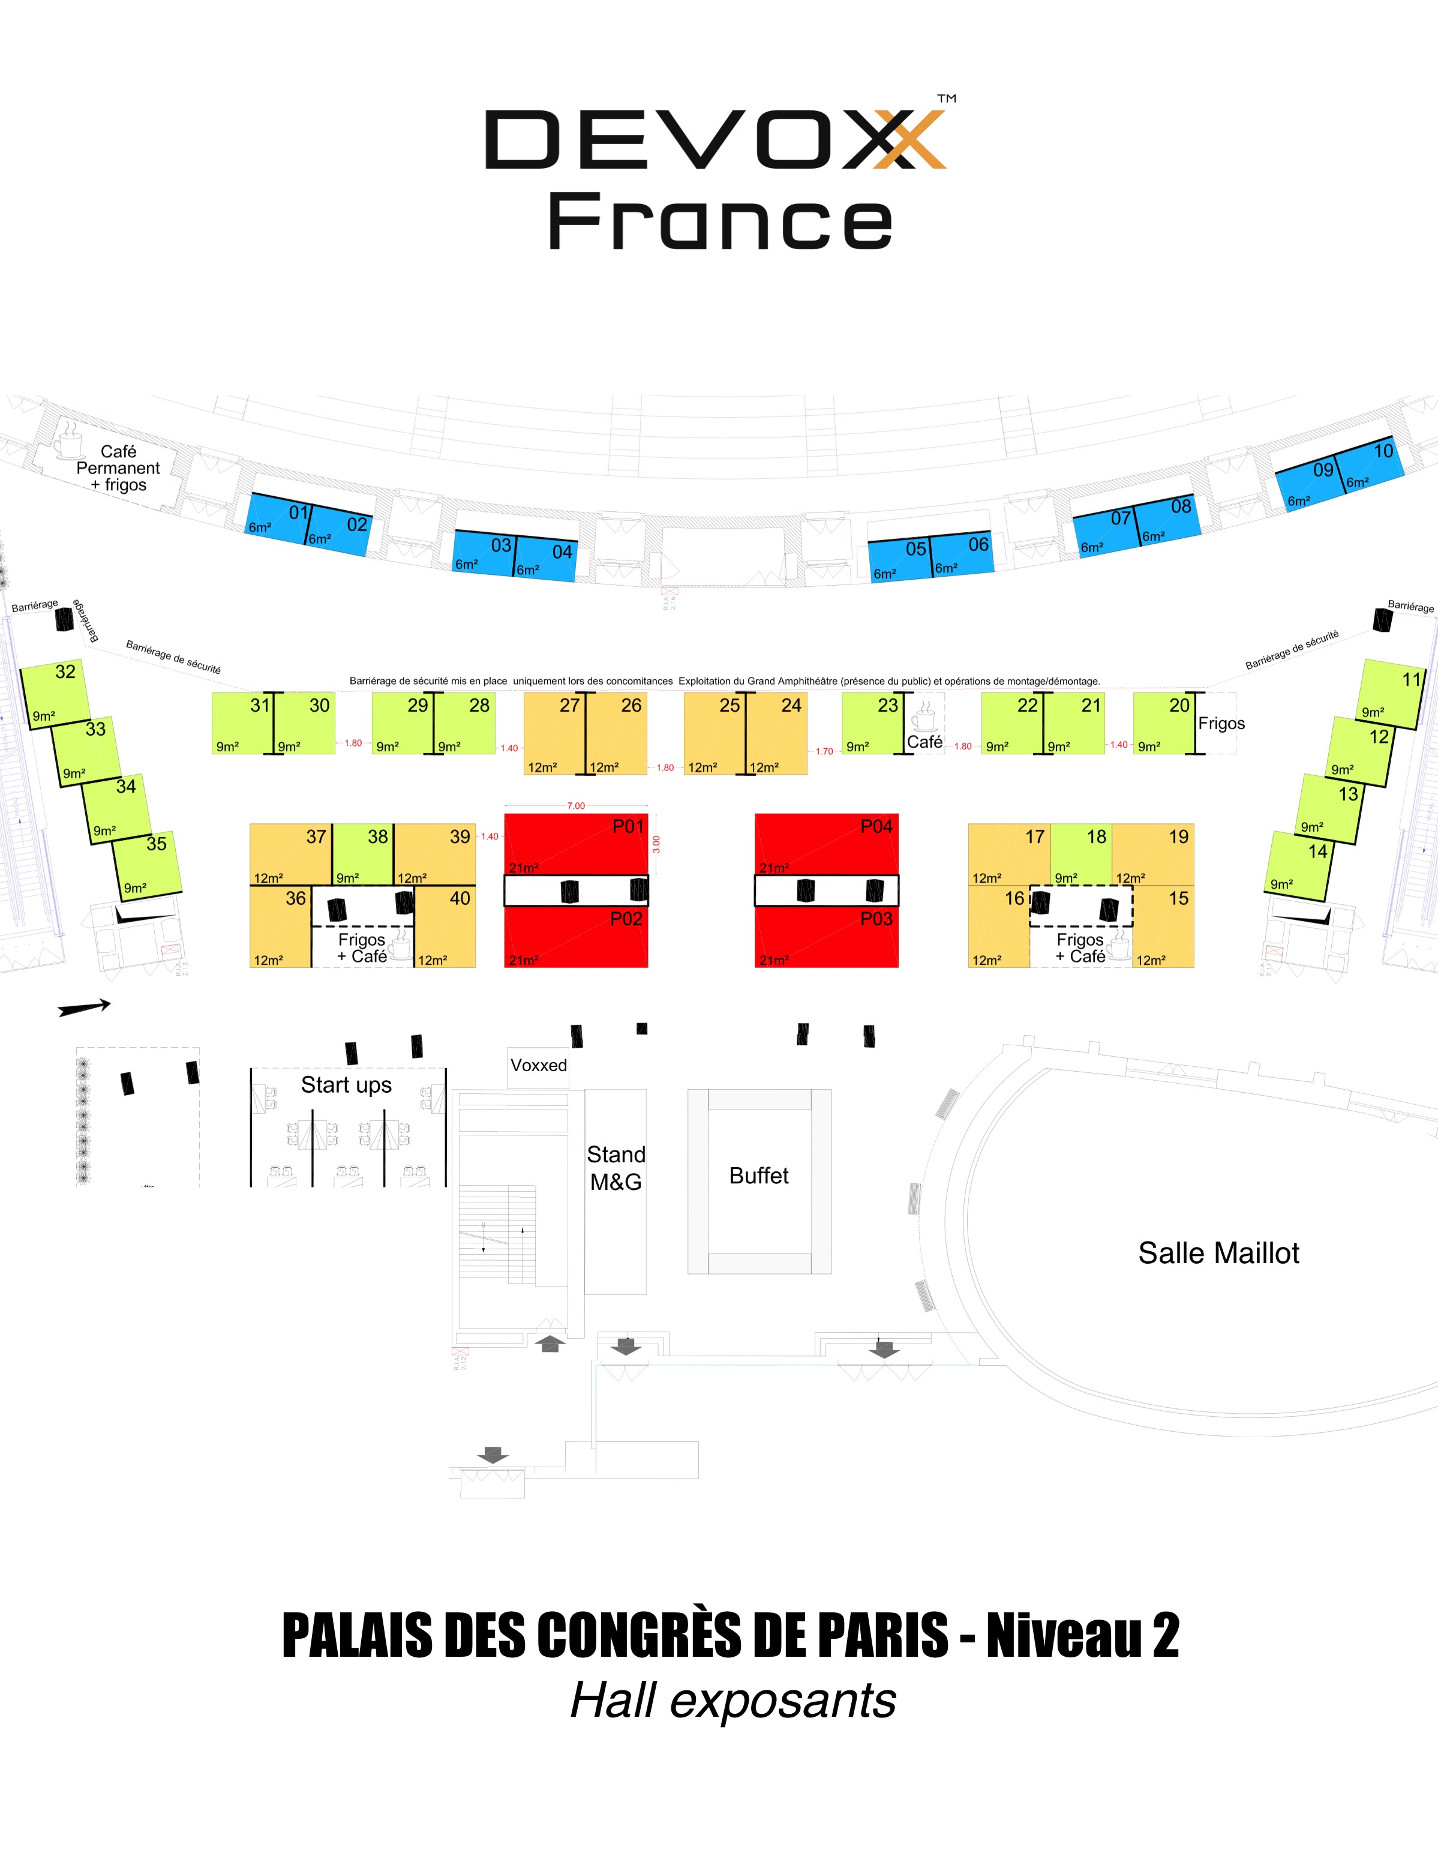 DEVOXX™
France
Café
Permanent
+ frigos
01
6m²
02
6m²
03
6m²
04
6m²
05
6m²
06
6m²
07
6m²
08
6m²
09
6m²
10
6m²
Barriérage
Barriérage
Barriérage de sécurité
Barriérage de sécurité mis en place uniquement lors des concomitances Exploitation du Grand Amphithéâtre (présence du public) et opérations de montage/démontage.
Barriérage de sécurité
Barriérage
32
9m²
33
9m²
34
9m²
35
9m²
31
9m²
30
9m²
1.80
29
9m²
28
9m²
1.40
27
12m²
26
12m²
1.80
25
12m²
24
12m²
1.70
23
9m²
Café
1.80
22
9m²
21
9m²
1.40
20
9m²
Frigos
11
9m²
12
9m²
13
9m²
14
9m²
37
12m²
38
9m²
39
12m²
36
12m²
Frigos
+ Café
40
12m²
1.40
7.00
3.00
P01
21m²
P02
21m²
P04
21m²
P03
21m²
17
12m²
18
9m²
19
12m²
16
12m²
Frigos
+ Café
15
12m²
Start ups
Voxxed
Stand
M&G
Buffet
Salle Maillot
PALAIS DES CONGRÈS DE PARIS - Niveau 2
Hall exposants